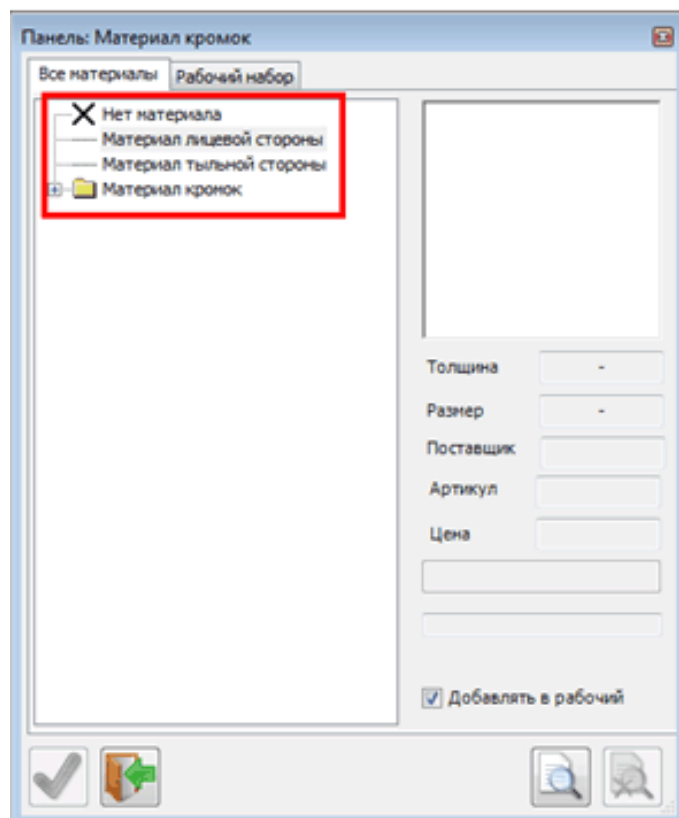 Панель: Материал кромок
Все материалы Рабочий набор
Нет материала
Материал лицевой стороны
Материал тыльной стороны
Материал кромок
Толщина -
Размер -
Поставщик
Артикул
Цена
Добавлять в рабочий